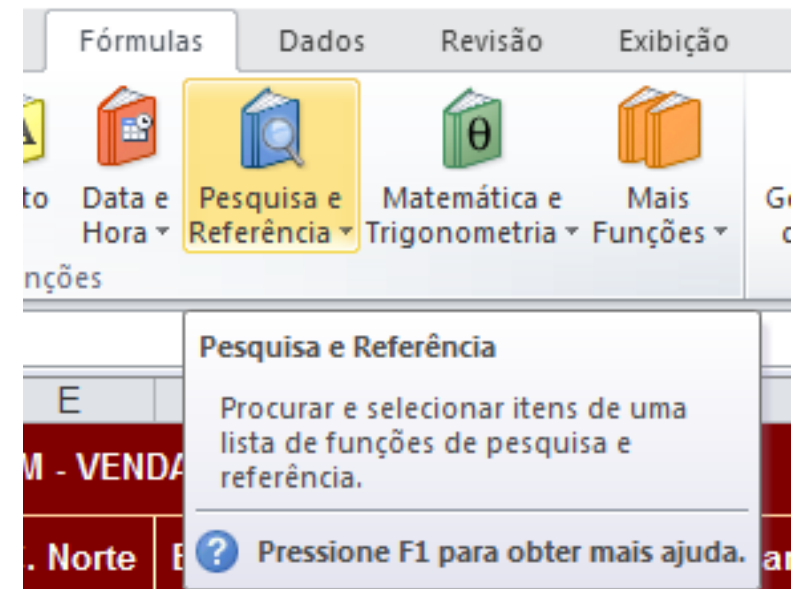 Fórmulas Dados Revisão Exibição
to Data e Pesquisa e Matemática e Mais
Hora Referência Trigonometria Funções
nções
Pesquisa e Referência
E
Procurar e selecionar itens de uma
lista de funções de pesquisa e
referência.
M - VENDA
. Norte
Pressione F1 para obter mais ajuda.